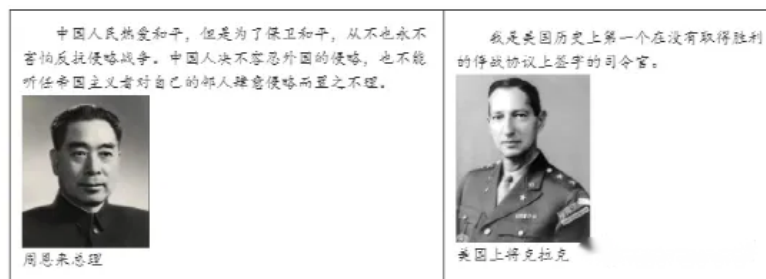 中国人民热爱和平，但是为了保卫和平，从不也永不
害怕反抗侵略战争。中国人决不容忍外国的侵略，也不能
听任帝国主义者对自己的邻人肆意侵略而置之不理。
周恩来总理
我是美国历史上第一个在没有取得胜利
的停战协议上签字的司令官。
美国上将克拉克